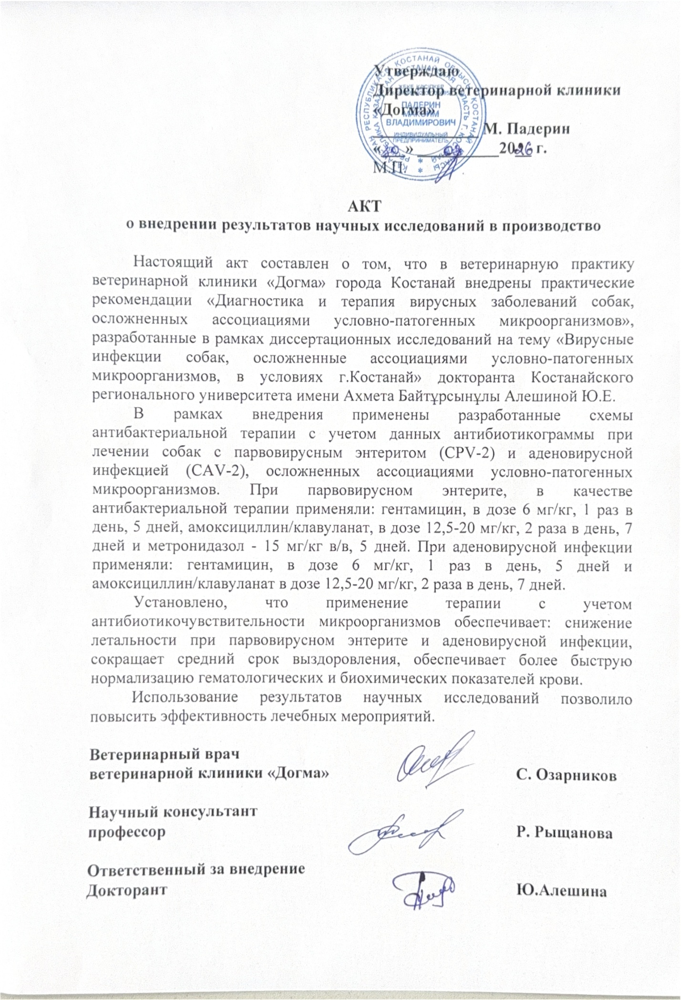 Утверждаю
Директор ветеринарной клиники
«Догма»
М. Падерин
« » 03 2026 г.
М.П.
ҚАЗАҚСТАН РЕСПУБЛИКАСЫ ҚОСТАНАЙ ОБЛЫСЫ ҚОСТАНАЙ ҚАЛАСЫ
РЕСПУБЛИКА КАЗАХСТАН КОСТАНАЙСКАЯ ОБЛАСТЬ Г. КОСТАНАЙ
ЖЕКЕ КӘСІПКЕР
ПАДЕРИН
МАКСИМ
ВЛАДИМИРОВИЧ
ИНДИВИДУАЛЬНЫЙ
ПРЕДПРИНИМАТЕЛЬ
АКТ
о внедрении результатов научных исследований в производство
Настоящий акт составлен о том, что в ветеринарную практику
ветеринарной клиники «Догма» города Костанай внедрены практические
рекомендации «Диагностика и терапия вирусных заболеваний собак,
осложненных ассоциациями условно-патогенных микроорганизмов»,
разработанные в рамках диссертационных исследований на тему «Вирусные
инфекции собак, осложненные ассоциациями условно-патогенных
микроорганизмов, в условиях г.Костанай» докторанта Костанайского
регионального университета имени Ахмета Байтұрсынұлы Алешиной Ю.Е.
В рамках внедрения применены разработанные схемы
антибактериальной терапии с учетом данных антибиотикограммы при
лечении собак с парвовирусным энтеритом (CPV-2) и аденовирусной
инфекцией (CAV-2), осложненных ассоциациями условно-патогенных
микроорганизмов. При парвовирусном энтерите, в качестве
антибактериальной терапии применяли: гентамицин, в дозе 6 мг/кг, 1 раз в
день, 5 дней, амоксициллин/клавуланат, в дозе 12,5-20 мг/кг, 2 раза в день, 7
дней и метронидазол - 15 мг/кг в/в, 5 дней. При аденовирусной инфекции
применяли: гентамицин, в дозе 6 мг/кг, 1 раз в день, 5 дней и
амоксициллин/клавуланат в дозе 12,5-20 мг/кг, 2 раза в день, 7 дней.
Установлено, что применение терапии с учетом
антибиотикочувствительности микроорганизмов обеспечивает: снижение
летальности при парвовирусном энтерите и аденовирусной инфекции,
сокращает средний срок выздоровления, обеспечивает более быструю
нормализацию гематологических и биохимических показателей крови.
Использование результатов научных исследований позволило
повысить эффективность лечебных мероприятий.
Ветеринарный врач
ветеринарной клиники «Догма» С. Озарников
Научный консультант
профессор Р. Рыщанова
Ответственный за внедрение
Докторант Ю.Алешина